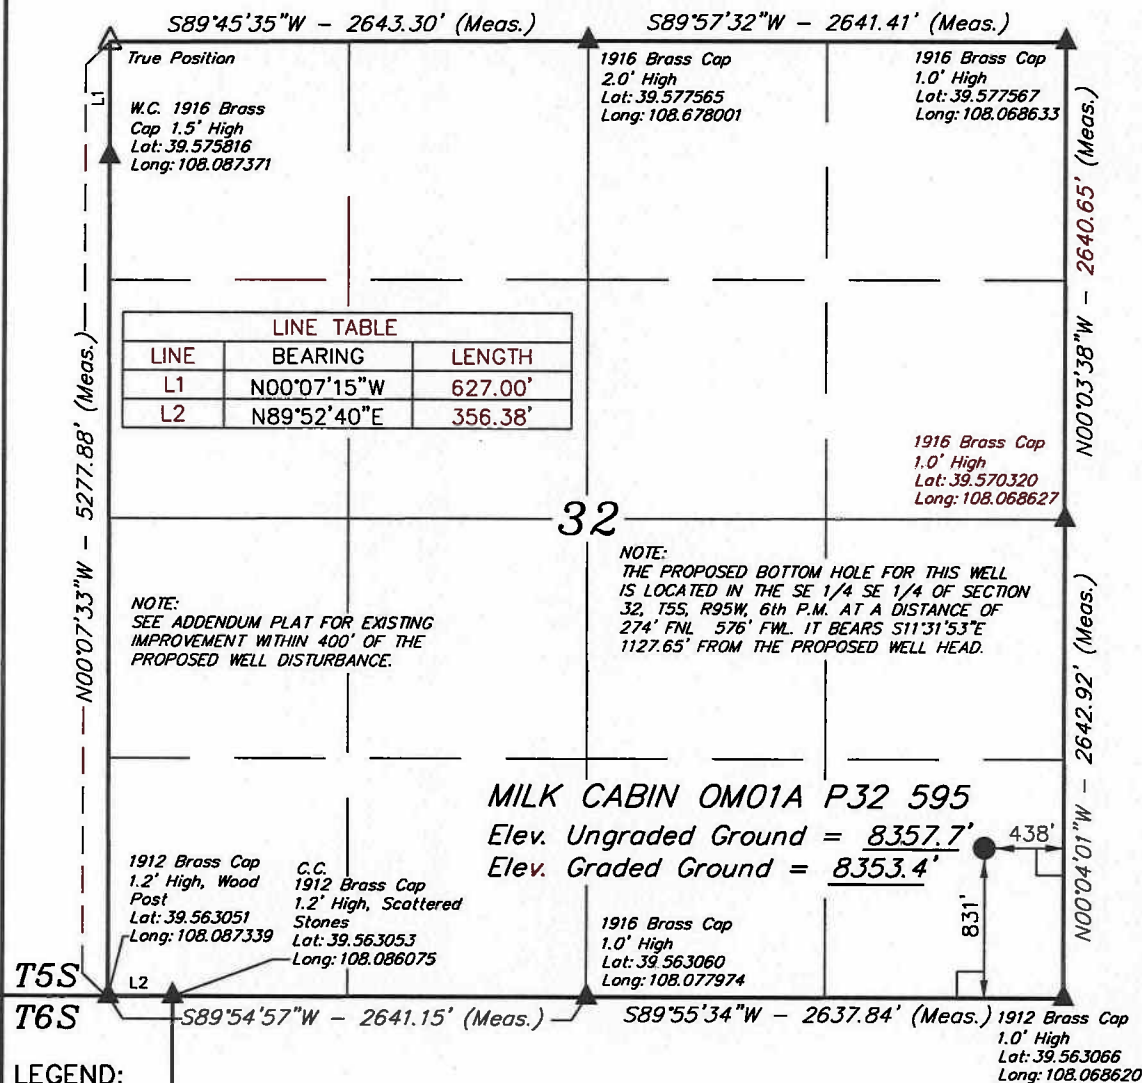 S89°45'35"W - 2643.30' (Meas.)
S89°57'32"W - 2641.41' (Meas.)
True Position
L1
W.C. 1916 Brass
Cap 1.5' High
Lat: 39.575816
Long: 108.087371
1916 Brass Cap
2.0' High
Lat: 39.577565
Long: 108.678001
1916 Brass Cap
1.0' High
Lat: 39.577567
Long: 108.068633
N00°03'38"W - 2640.65' (Meas.)
N00°07'33"W - 5277.88' (Meas.)
LINE TABLE
LINE BEARING LENGTH
L1 N00°07'15"W 627.00'
L2 N89°52'40"E 356.38'
1916 Brass Cap
1.0' High
Lat: 39.570320
Long: 108.068627
32
NOTE:
THE PROPOSED BOTTOM HOLE FOR THIS WELL
IS LOCATED IN THE SE 1/4 SE 1/4 OF SECTION
32, T5S, R95W, 6th P.M. AT A DISTANCE OF
274' FNL 576' FWL. IT BEARS S11°31'53"E
1127.65' FROM THE PROPOSED WELL HEAD.
NOTE:
SEE ADDENDUM PLAT FOR EXISTING
IMPROVEMENT WITHIN 400' OF THE
PROPOSED WELL DISTURBANCE.
N00°04'01"W - 2642.92' (Meas.)
MILK CABIN OM01A P32 595
Elev. Ungraded Ground = 8357.7'
Elev. Graded Ground = 8353.4'
438'
831'
1912 Brass Cap
1.2' High, Wood
Post
Lat: 39.563051
Long: 108.087339
C.C.
1912 Brass Cap
1.2' High, Scattered
Stones
Lat: 39.563053
Long: 108.086075
1916 Brass Cap
1.0' High
Lat: 39.563060
Long: 108.077974
T5S
L2
T6S
S89°54'57"W - 2641.15' (Meas.)
S89°55'34"W - 2637.84' (Meas.)
1912 Brass Cap
1.0' High
Lat: 39.563066
Long: 108.068620
LEGEND: